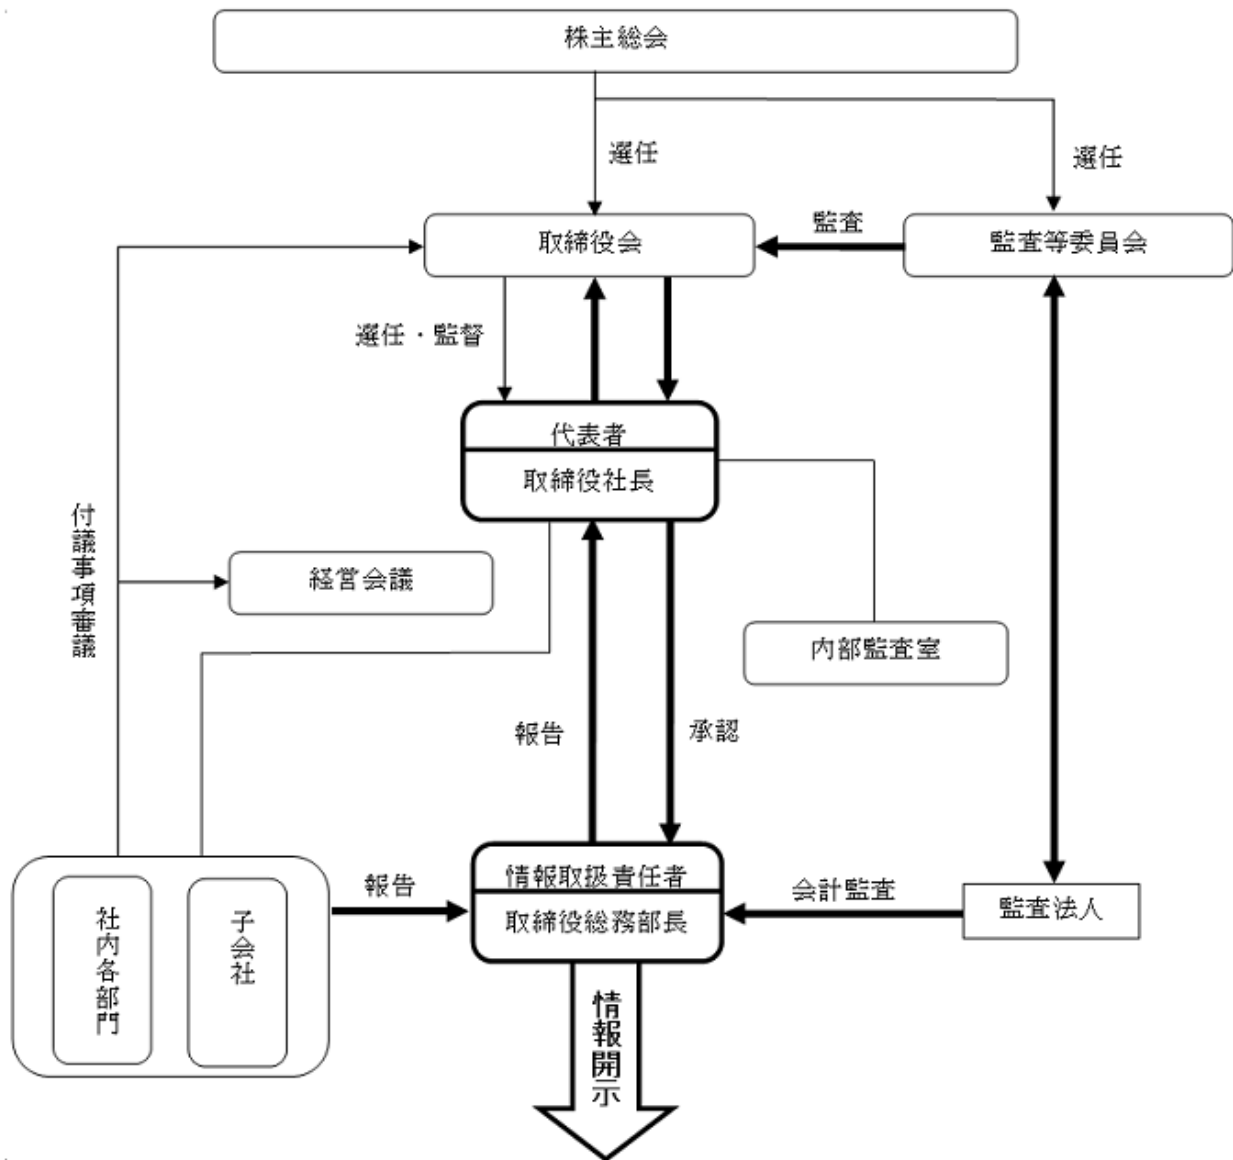 株主総会
選任
選任
取締役会
監査
監査等委員会
選任・監督
代表者
取締役社長
付議事項審議
経営会議
内部監査室
報告
承認
社内各部門
子会社
報告
情報取扱責任者
取締役総務部長
会計監査
監査法人
情報開示